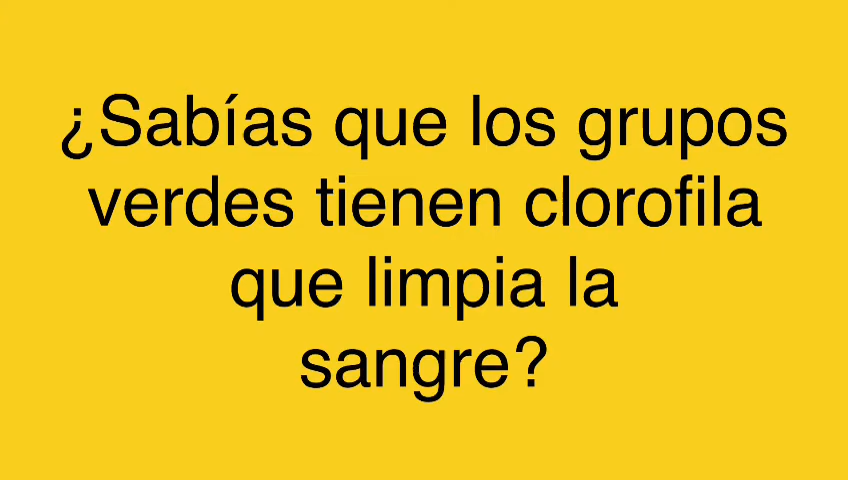 ¿Sabías que los grupos
verdes tienen clorofila
que limpia la
sangre?